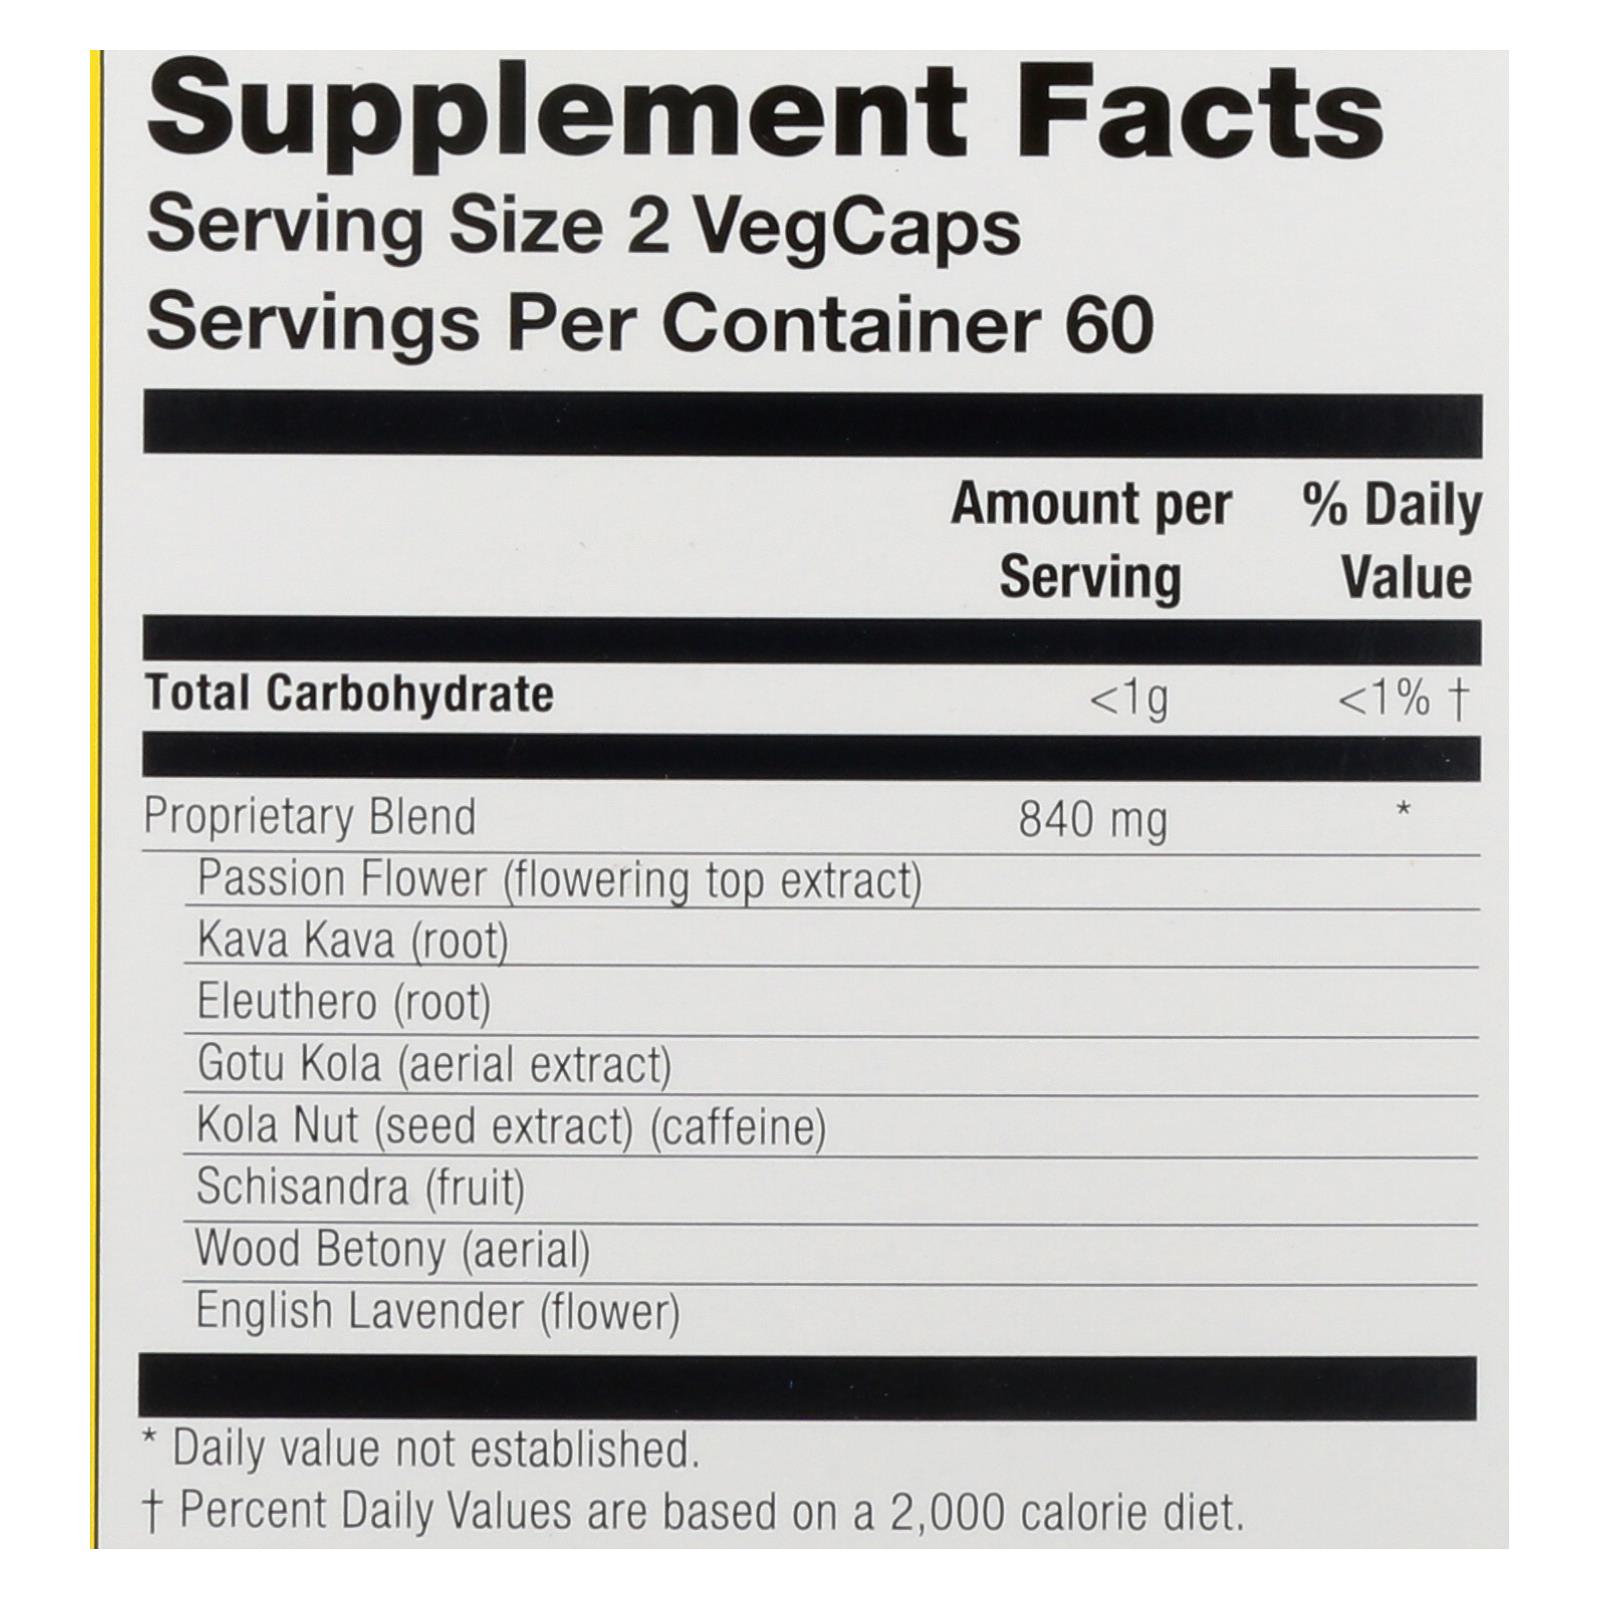 Supplement Facts
Serving Size 2 VegCaps
Servings Per Container 60
Amount per % Daily
Serving Value
Total Carbohydrate <1g <1% †
Proprietary Blend 840 mg *
Passion Flower (flowering top extract)
Kava Kava (root)
Eleuthero (root)
Gotu Kola (aerial extract)
Kola Nut (seed extract) (caffeine)
Schisandra (fruit)
Wood Betony (aerial)
English Lavender (flower)
* Daily value not established.
† Percent Daily Values are based on a 2,000 calorie diet.